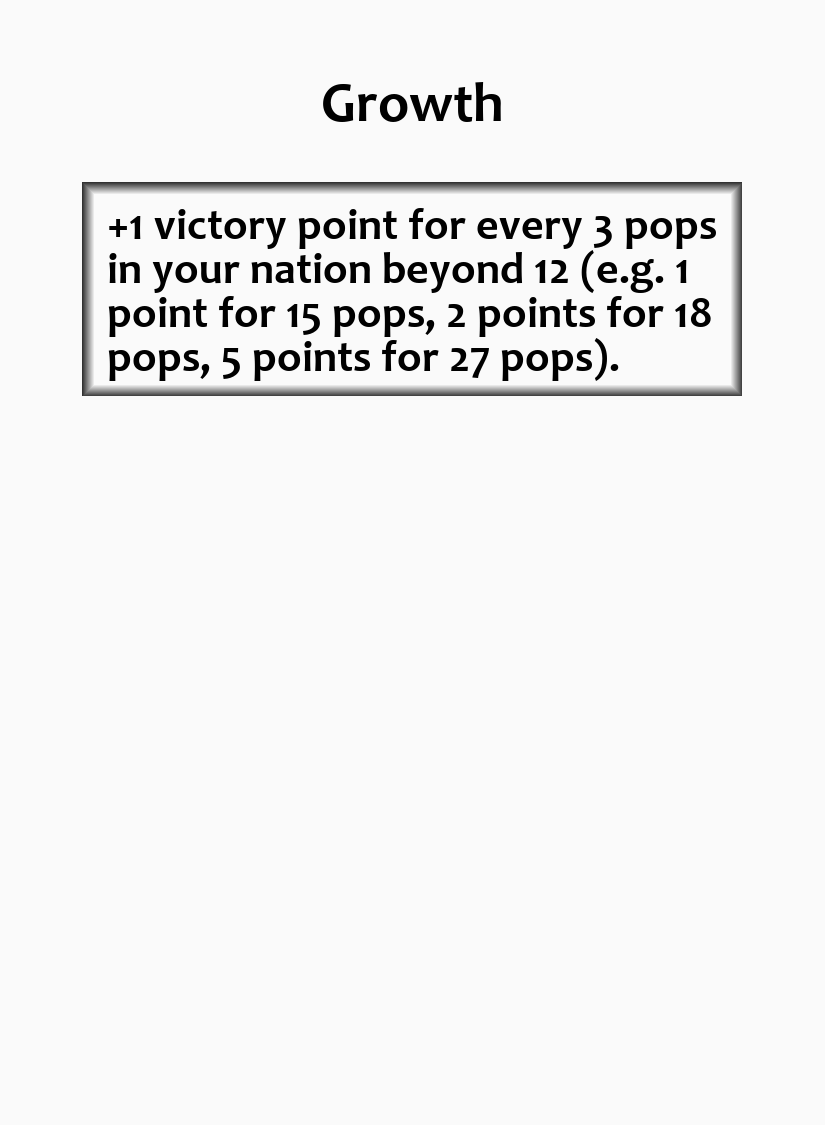 Growth
+1 victory point for every 3 pops
in your nation beyond 12 (e.g. 1
point for 15 pops, 2 points for 18
pops, 5 points for 27 pops).